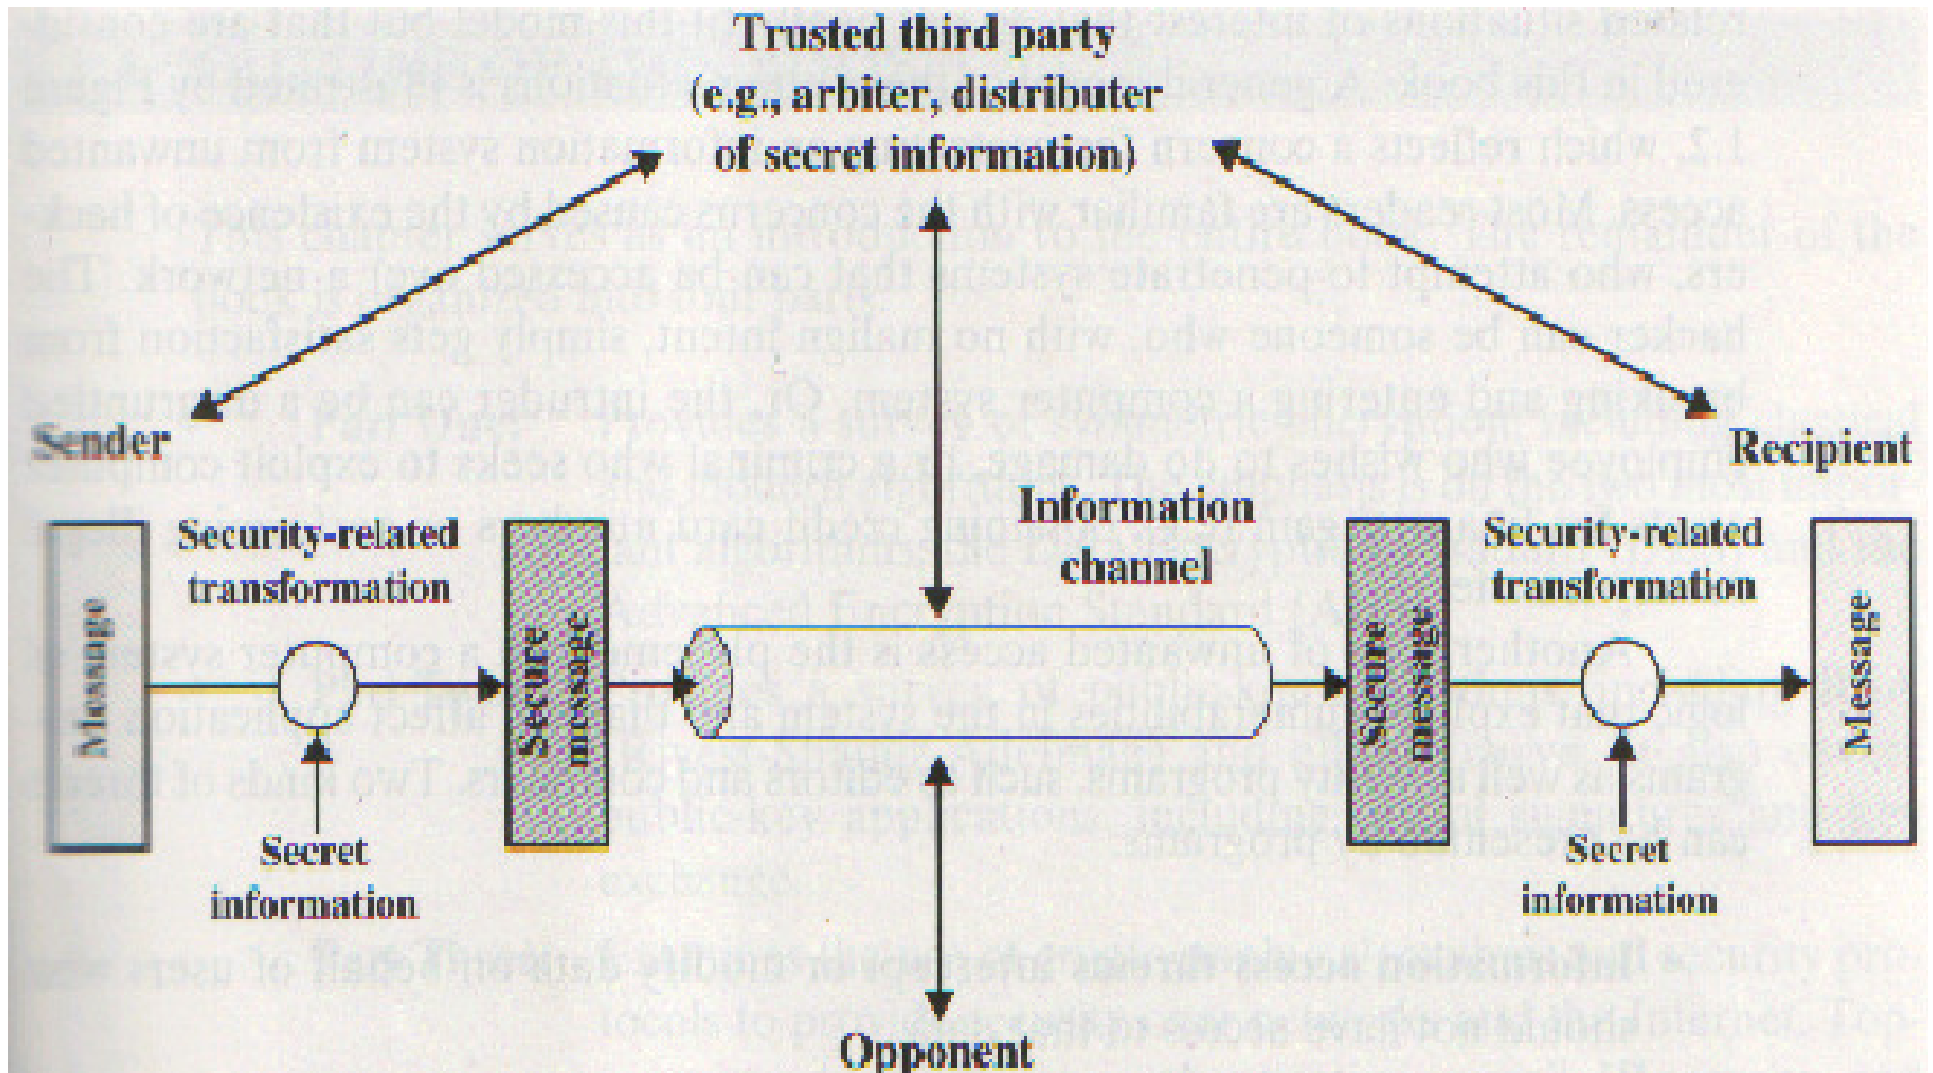 Trusted third party
(e.g., arbiter, distributer
of secret information)
Sender
Recipient
Information
channel
Security-related
transformation
Security-related
transformation
Message
Secure
message
Secure
message
Message
Secret
information
Secret
information
Opponent